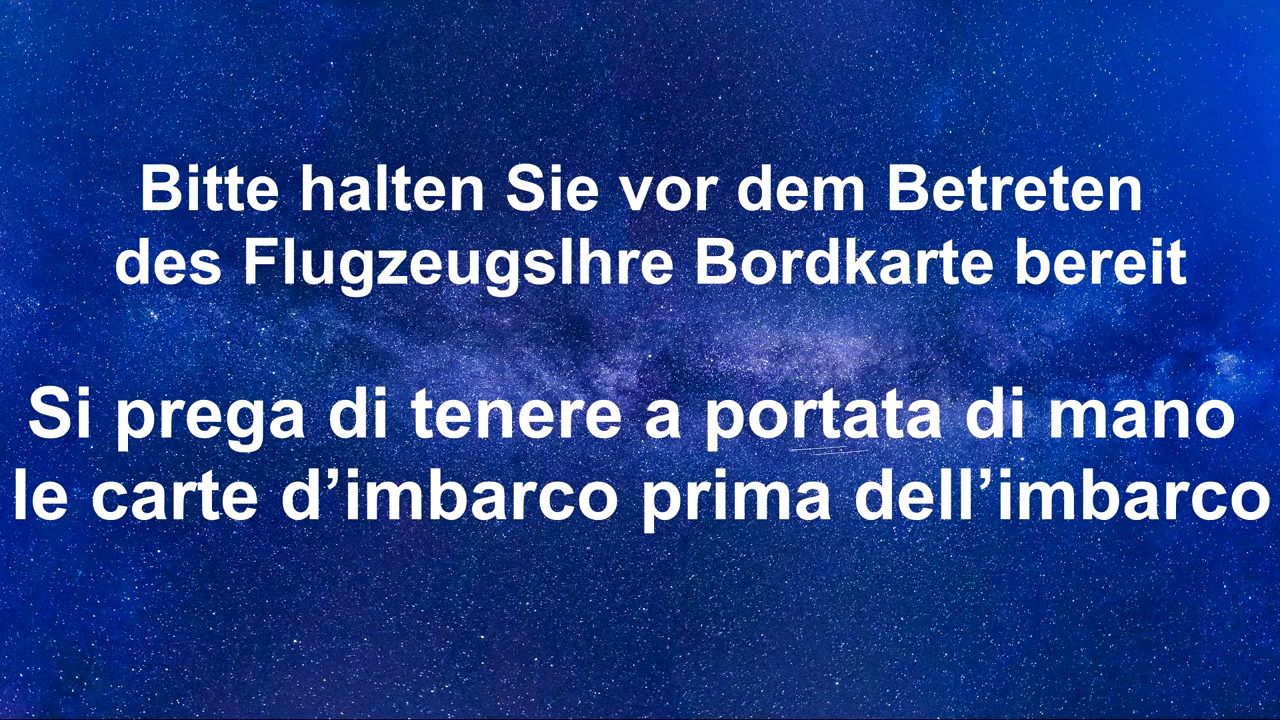 Bitte halten Sie vor dem Betreten
des FlugzeugsIhre Bordkarte bereit
Si prega di tenere a portata di mano
le carte d’imbarco prima dell’imbarco